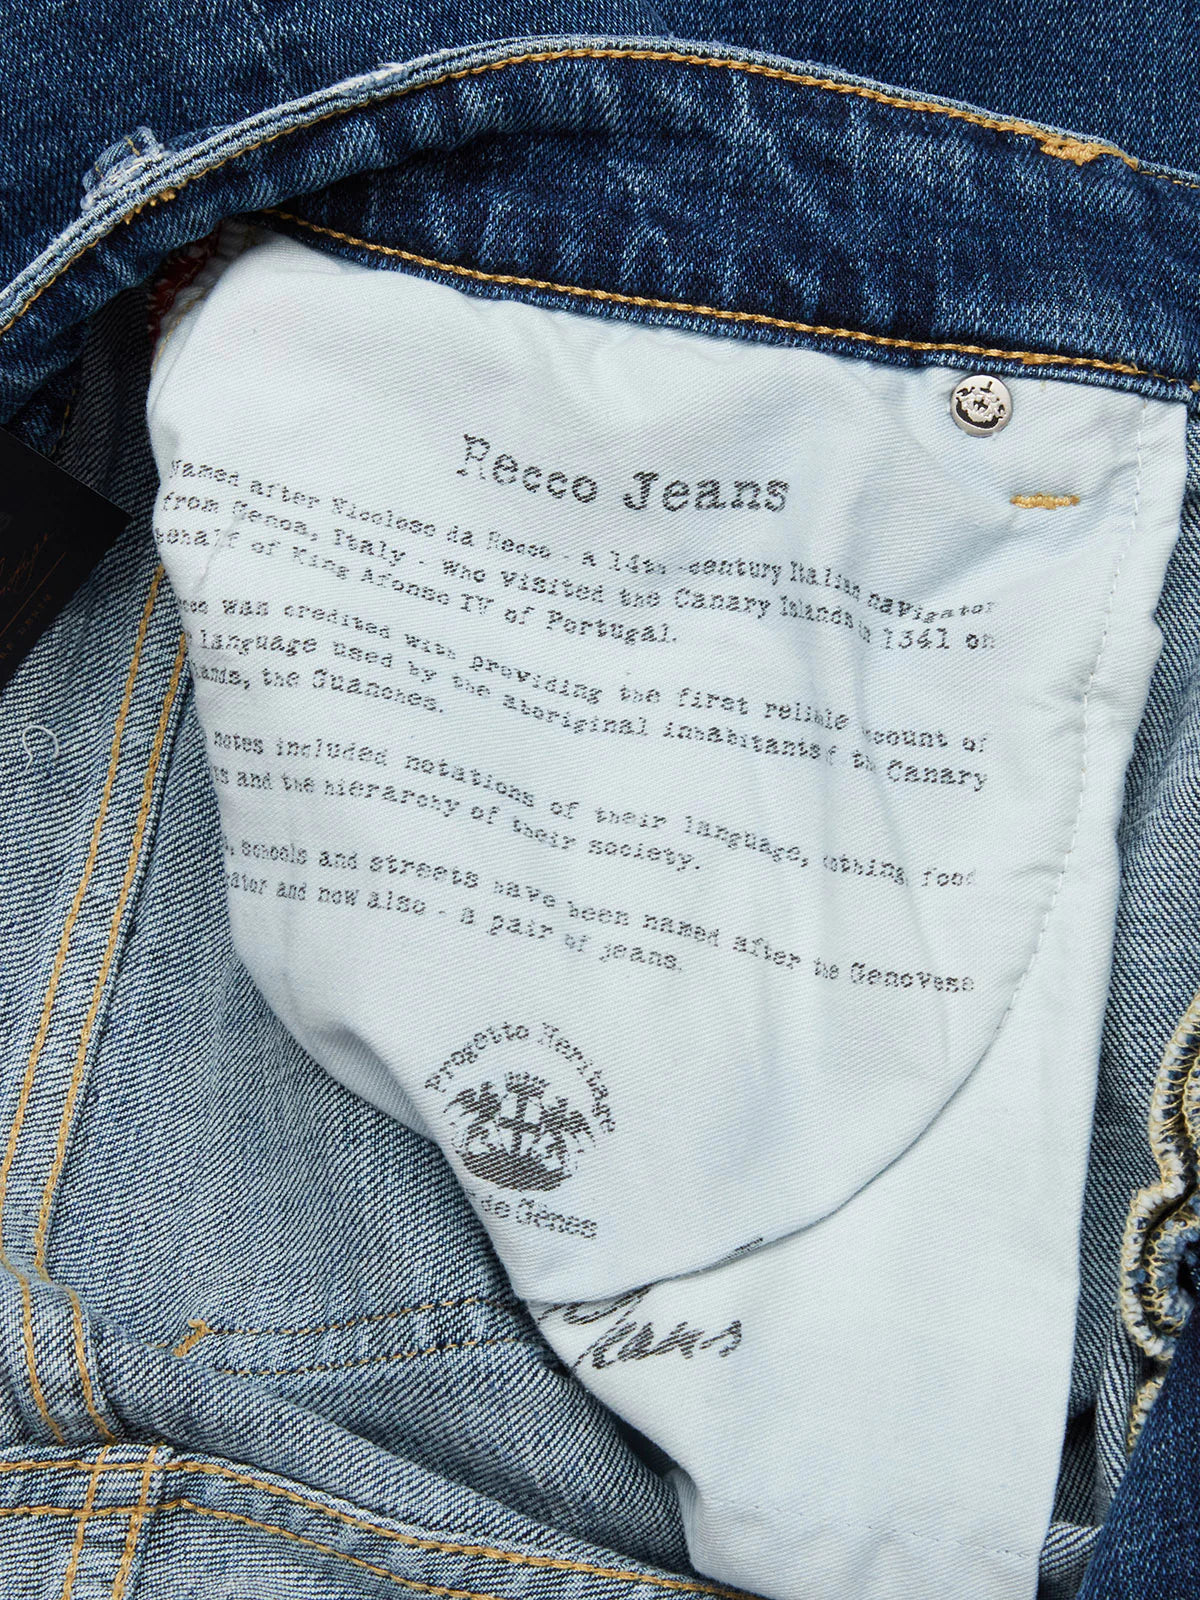 Recco Jeans
Named after Nicoloso da Recco - a 14th century Italian navigator
from Genoa, Italy - Who visited the Canary Islands in 1341 on
behalf of King Afonso IV of Portugal.
was credited with providing the first reliable account of
language used by the aboriginal inhabitants of the Canary
the Guanches.
notes included notations of their language, food
and the hierarchy of their society.
schools and streets have been named after the Genovese
and now also - a pair of jeans.
Progetto Heritage
de Gênes
Jeans